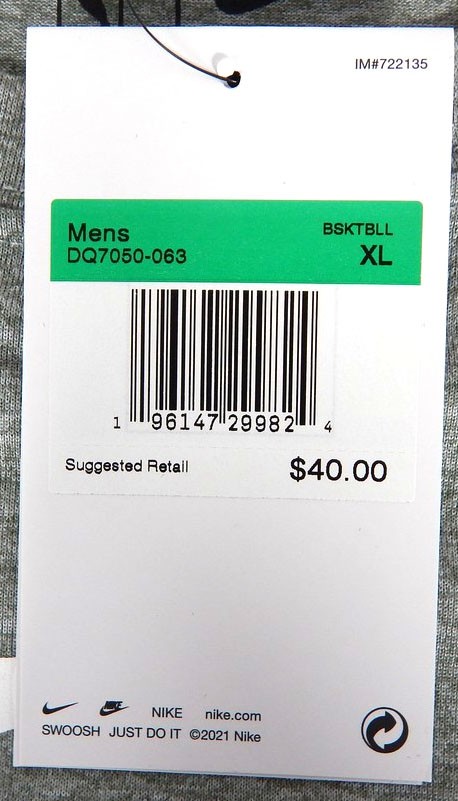 IM#722135
Mens BSKTBLL
DQ7050-063 XL
1 96147 29982 4
Suggested Retail $40.00
NIKE nike.com
SWOOSH JUST DO IT ©2021 Nike